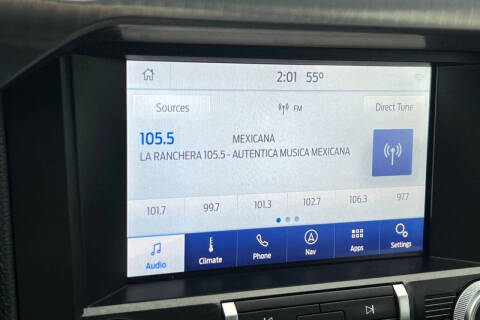 2:01 55°
Sources FM Direct Tune
105.5 MEXICANA
LA RANCHERA 105.5 - AUTENTICA MUSICA MEXICANA
101.7 99.7 101.3 102.7 106.3 97.7
Audio Climate Phone Nav Apps Settings